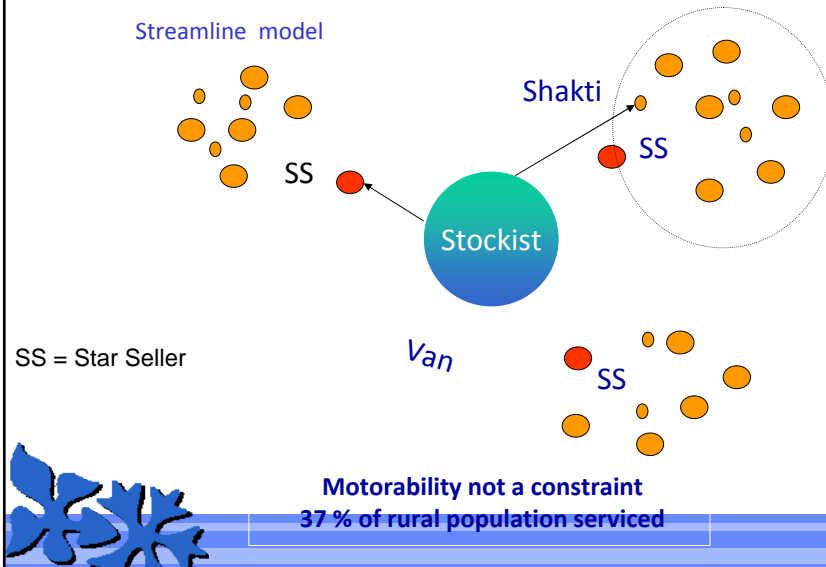 Streamline model
Shakti
SS
SS
Stockist
Van
SS = Star Seller
SS
Motorability not a constraint
37 % of rural population serviced